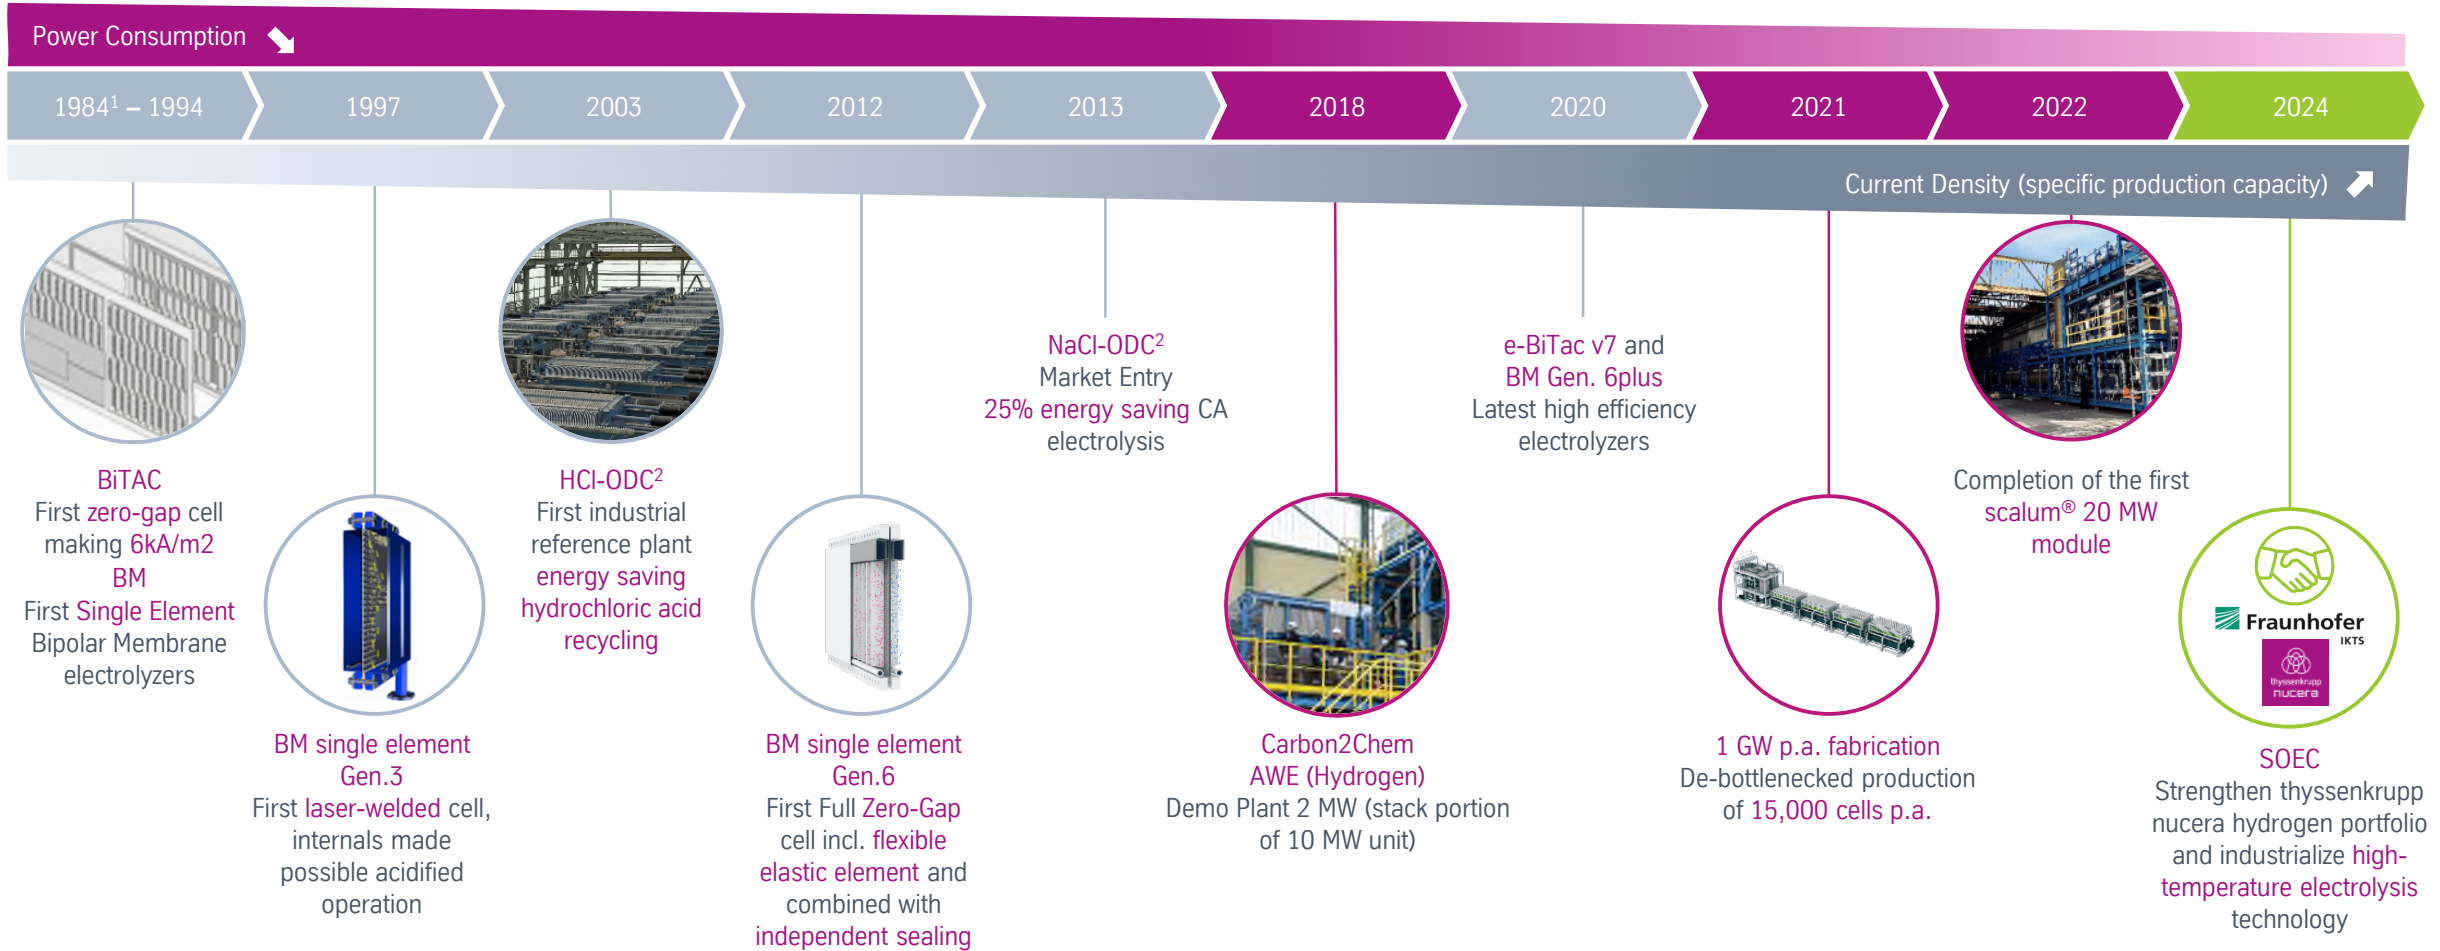 Power Consumption
1984¹ – 1994
1997
2003
2012
2013
2018
2020
2021
2022
2024
Current Density (specific production capacity)
BiTAC
First zero-gap cell
making 6kA/m2
BM
First Single Element
Bipolar Membrane
electrolyzers
BM single element
Gen.3
First laser-welded cell,
internals made
possible acidified
operation
HCl-ODC²
First industrial
reference plant
energy saving
hydrochloric acid
recycling
BM single element
Gen.6
First Full Zero-Gap
cell incl. flexible
elastic element and
combined with
independent sealing
NaCl-ODC²
Market Entry
25% energy saving CA
electrolysis
Carbon2Chem
AWE (Hydrogen)
Demo Plant 2 MW (stack portion
of 10 MW unit)
e-BiTac v7 and
BM Gen. 6plus
Latest high efficiency
electrolyzers
1 GW p.a. fabrication
De-bottlenecked production
of 15,000 cells p.a.
Completion of the first
scalum® 20 MW
module
Fraunhofer
IKTS
thyssenkrupp
nucera
SOEC
Strengthen thyssenkrupp
nucera hydrogen portfolio
and industrialize high-
temperature electrolysis
technology